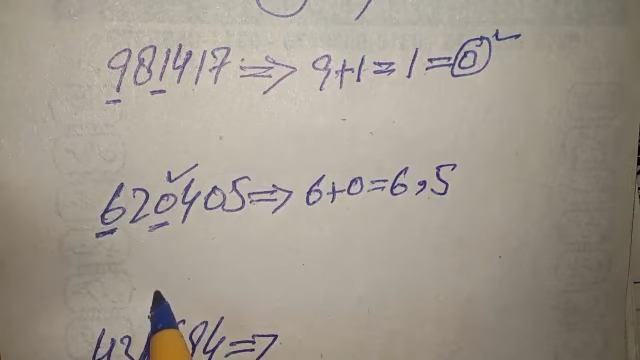 981417 => 9+1=1=0
620405 => 6+0=6,5